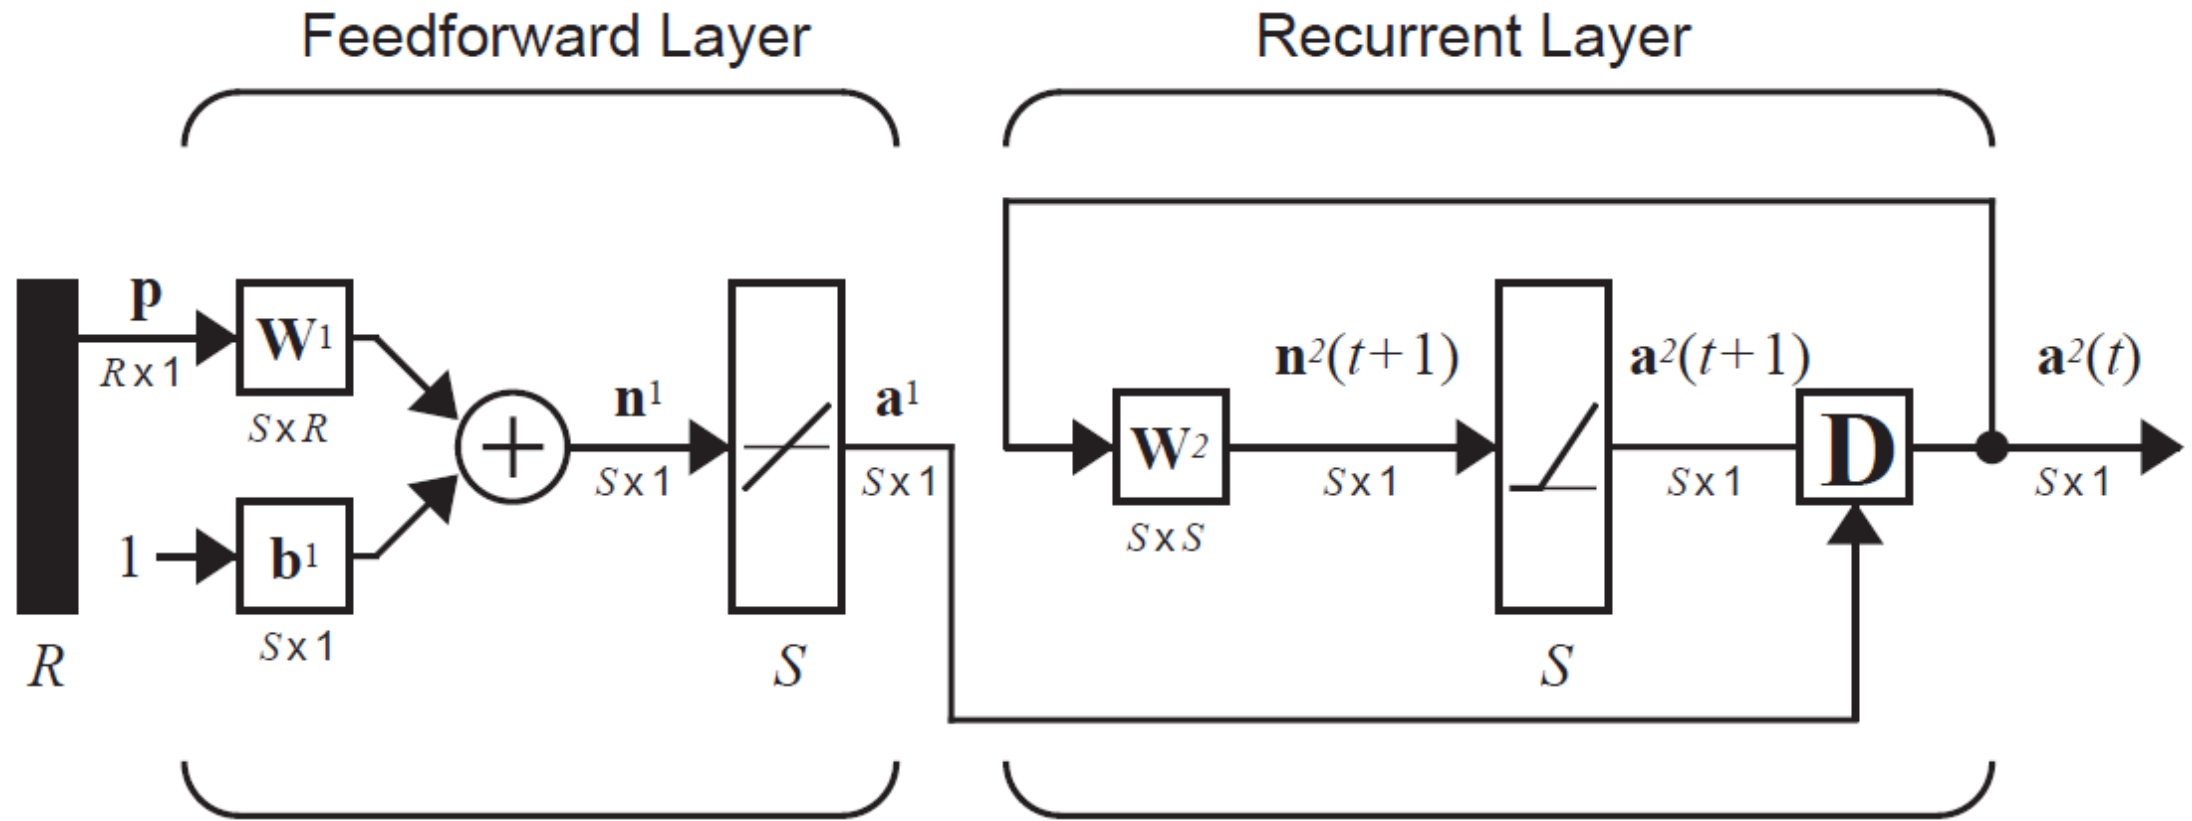 Feedforward Layer
Recurrent Layer
p
R x 1
W¹
S x R
1
b¹
S x 1
R
n¹
S x 1
S
a¹
S x 1
W²
S x S
n²(t+1)
S x 1
S
a²(t+1)
S x 1
D
a²(t)
S x 1